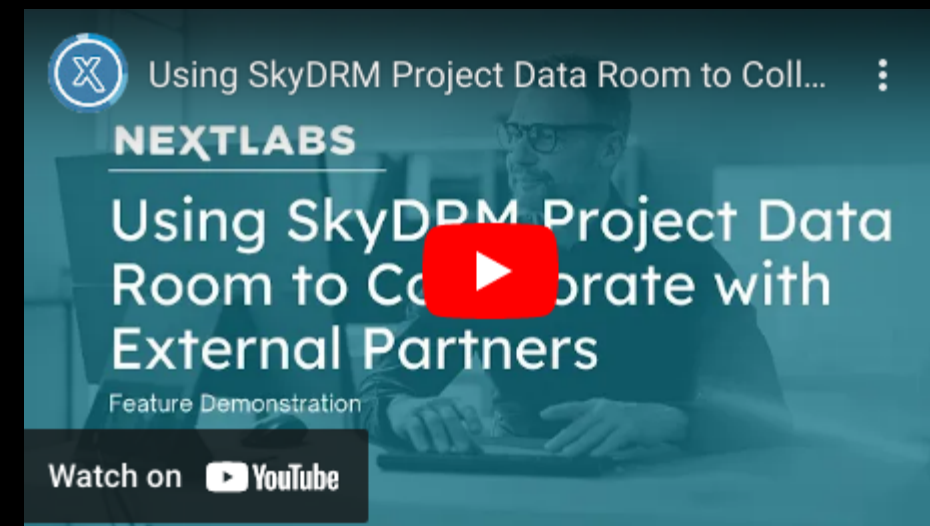 Using SkyDRM Project Data Room to Coll...
NEXTLABS
Using SkyDRM Project Data
Room to Collaborate with
External Partners
Feature Demonstration
Watch on YouTube